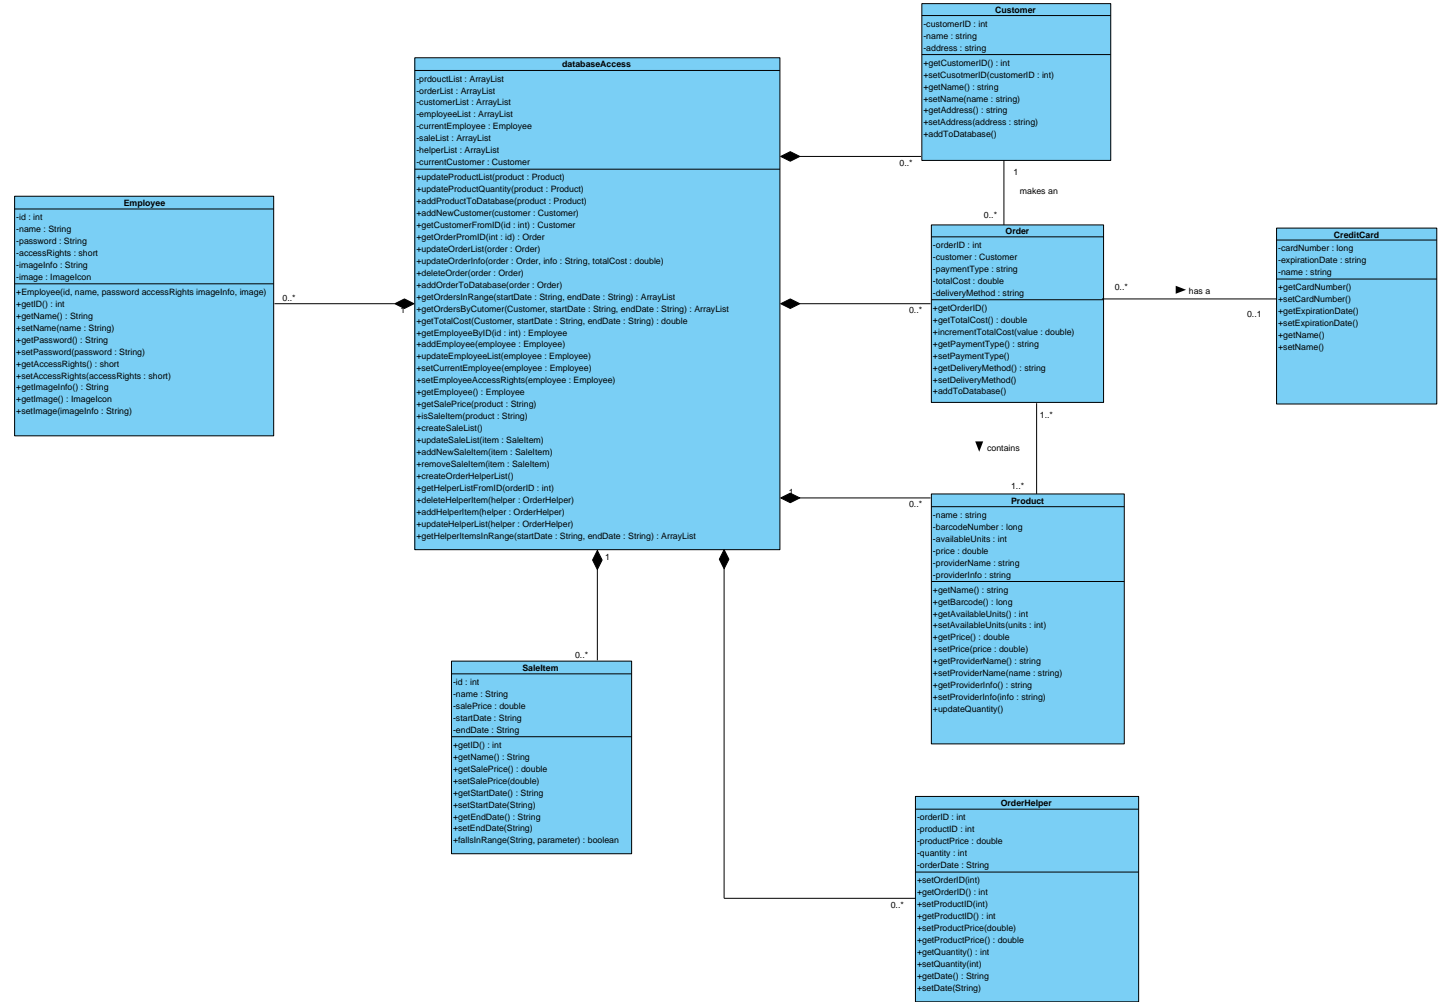 Customer
-customerID : int
-name : string
-address : string
+getCustomerID() : int
+setCusotmerID(customerID : int)
+getName() : string
+setName(name : string)
+getAddress() : string
+setAddress(address : string)
+addToDatabase()
databaseAccess
-prdouctList : ArrayList
-orderList : ArrayList
-customerList : ArrayList
-employeeList : ArrayList
-currentEmployee : Employee
-saleList : ArrayList
-helperList : ArrayList
-currentCustomer : Customer
+updateProductList(product : Product)
+updateProductQuantity(product : Product)
+addProductToDatabase(product : Product)
+addNewCustomer(customer : Customer)
+getCustomerFromID(id : int) : Customer
+getOrderPromID(int : id) : Order
+updateOrderList(order : Order)
+updateOrderInfo(order : Order, info : String, totalCost : double)
+deleteOrder(order : Order)
+addOrderToDatabase(order : Order)
+getOrdersInRange(startDate : String, endDate : String) : ArrayList
+getOrdersByCutomer(Customer, startDate : String, endDate : String) : ArrayList
+getTotalCost(Customer, startDate : String, endDate : String) : double
+getEmployeeByID(id : int) : Employee
+addEmployee(employee : Employee)
+updateEmployeeList(employee : Employee)
+setCurrentEmployee(employee : Employee)
+setEmployeeAccessRights(employee : Employee)
+getEmployee() : Employee
+getSalePrice(product : String)
+isSaleItem(product : String)
+createSaleList()
+updateSaleList(item : SaleItem)
+addNewSaleItem(item : SaleItem)
+removeSaleItem(item : SaleItem)
+createOrderHelperList()
+getHelperListFromID(orderID : int)
+deleteHelperItem(helper : OrderHelper)
+addHelperItem(helper : OrderHelper)
+updateHelperList(helper : OrderHelper)
+getHelperItemsInRange(startDate : String, endDate : String) : ArrayList
0..*
1
makes an
0..*
Employee
-id : int
-name : String
-password : String
-accessRights : short
-imageInfo : String
-image : ImageIcon
+Employee(id, name, password accessRights imageInfo, image)
+getID() : int
+getName() : String
+setName(name : String)
+getPassword() : String
+setPassword(password : String)
+getAccessRights() : short
+setAccessRights(accessRights : short)
+getImageInfo() : String
+getImage() : ImageIcon
+setImage(imageInfo : String)
0..*
1
Order
-orderID : int
-customer : Customer
-paymentType : string
-totalCost : double
-deliveryMethod : string
+getOrderID()
+getTotalCost() : double
+incrementTotalCost(value : double)
+getPaymentType() : string
+setPaymentType()
+getDeliveryMethod() : string
+setDeliveryMethod()
+addToDatabase()
0..*
0..*
has a
0..1
CreditCard
-cardNumber : long
-expirationDate : string
-name : string
+getCardNumber()
+setCardNumber()
+getExpirationDate()
+setExpirationDate()
+getName()
+setName()
1..*
contains
1..*
1
0..*
Product
-name : string
-barcodeNumber : long
-availableUnits : int
-price : double
-providerName : string
-providerInfo : string
+getName() : string
+getBarcode() : long
+getAvailableUnits() : int
+setAvailableUnits(units : int)
+getPrice() : double
+setPrice(price : double)
+getProviderName() : string
+setProviderName(name : string)
+getProviderInfo() : string
+setProviderInfo(info : string)
+updateQuantity()
1
0..*
SaleItem
-id : int
-name : String
-salePrice : double
-startDate : String
-endDate : String
+getID() : int
+getName() : String
+getSalePrice() : double
+setSalePrice(double)
+getStartDate() : String
+setStartDate(String)
+getEndDate() : String
+setEndDate(String)
+fallsInRange(String, parameter) : boolean
0..*
OrderHelper
-orderID : int
-productID : int
-productPrice : double
-quantity : int
-orderDate : String
+setOrderID(int)
+getOrderID() : int
+setProductID(int)
+getProductID() : int
+setProductPrice(double)
+getProductPrice() : double
+getQuantity() : int
+setQuantity(int)
+getDate() : String
+setDate(String)